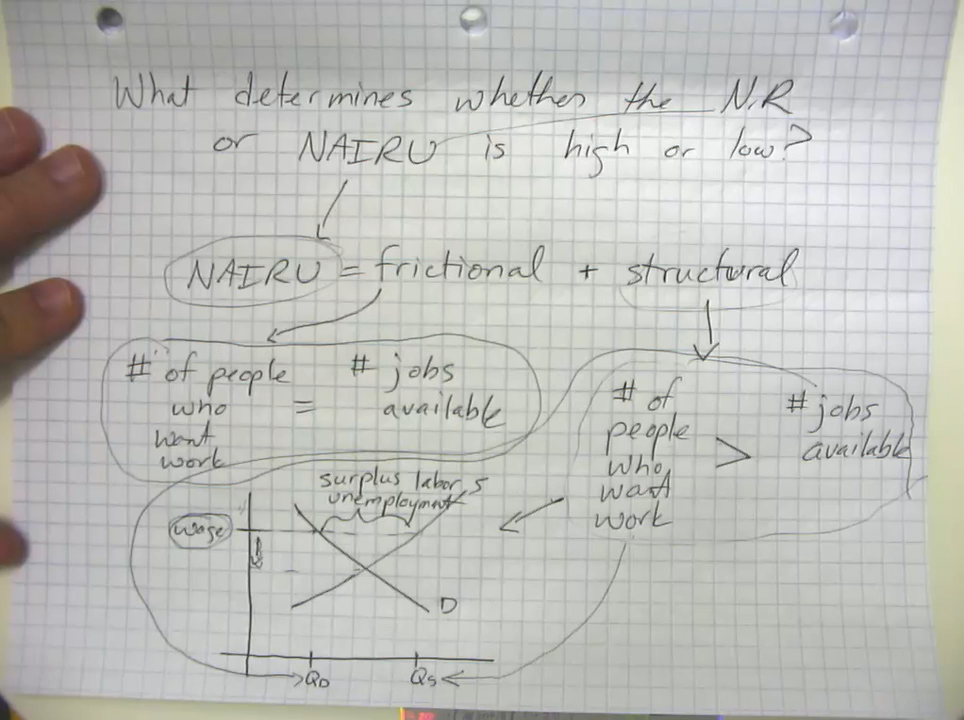 What determines whether the N.R
or NAIRU is high or low?
NAIRU = frictional + structural
# of people
who
want
work
=
# jobs
available
# of
people
who
want
work
>
# jobs
available
surplus labor
unemployment
S
wage
D
QD
QS